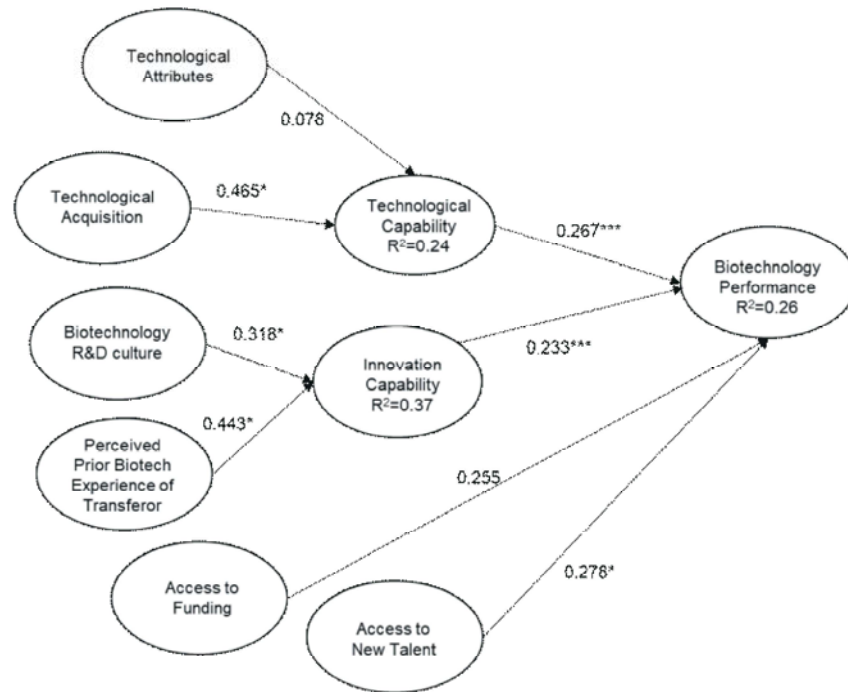 Technological
Attributes
0.078
Technological
Acquisition
0.465*
Technological
Capability
R²=0.24
0.267***
Biotechnology
Performance
R²=0.26
Biotechnology
R&D culture
0.318*
Innovation
Capability
R²=0.37
0.233***
0.443*
Perceived
Prior Biotech
Experience of
Transferor
0.255
Access to
Funding
0.278*
Access to
New Talent